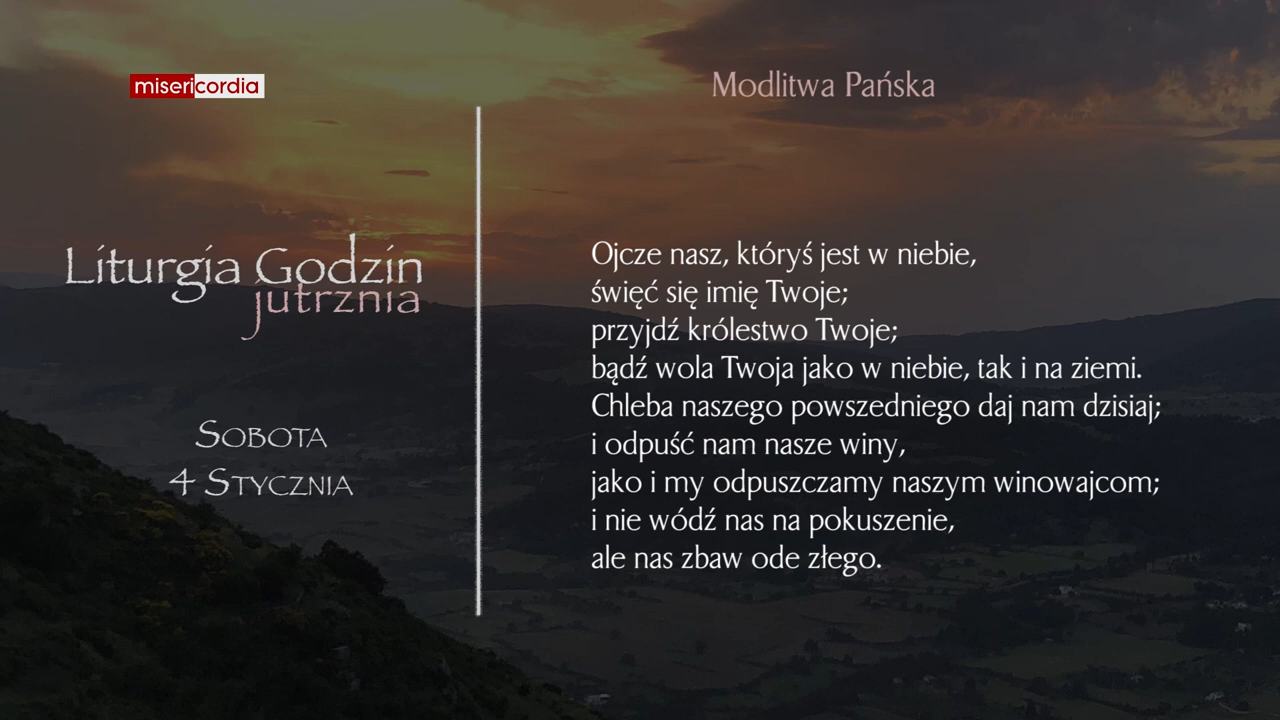 misericordia
Liturgia Godzin
jutrznia
Sobota
4 Stycznia
Modlitwa Pańska
Ojcze nasz, któryś jest w niebie,
święć się imię Twoje;
przyjdź królestwo Twoje;
bądź wola Twoja jako w niebie, tak i na ziemi.
Chleba naszego powszedniego daj nam dzisiaj;
i odpuść nam nasze winy,
jako i my odpuszczamy naszym winowajcom;
i nie wódź nas na pokuszenie,
ale nas zbaw ode złego.